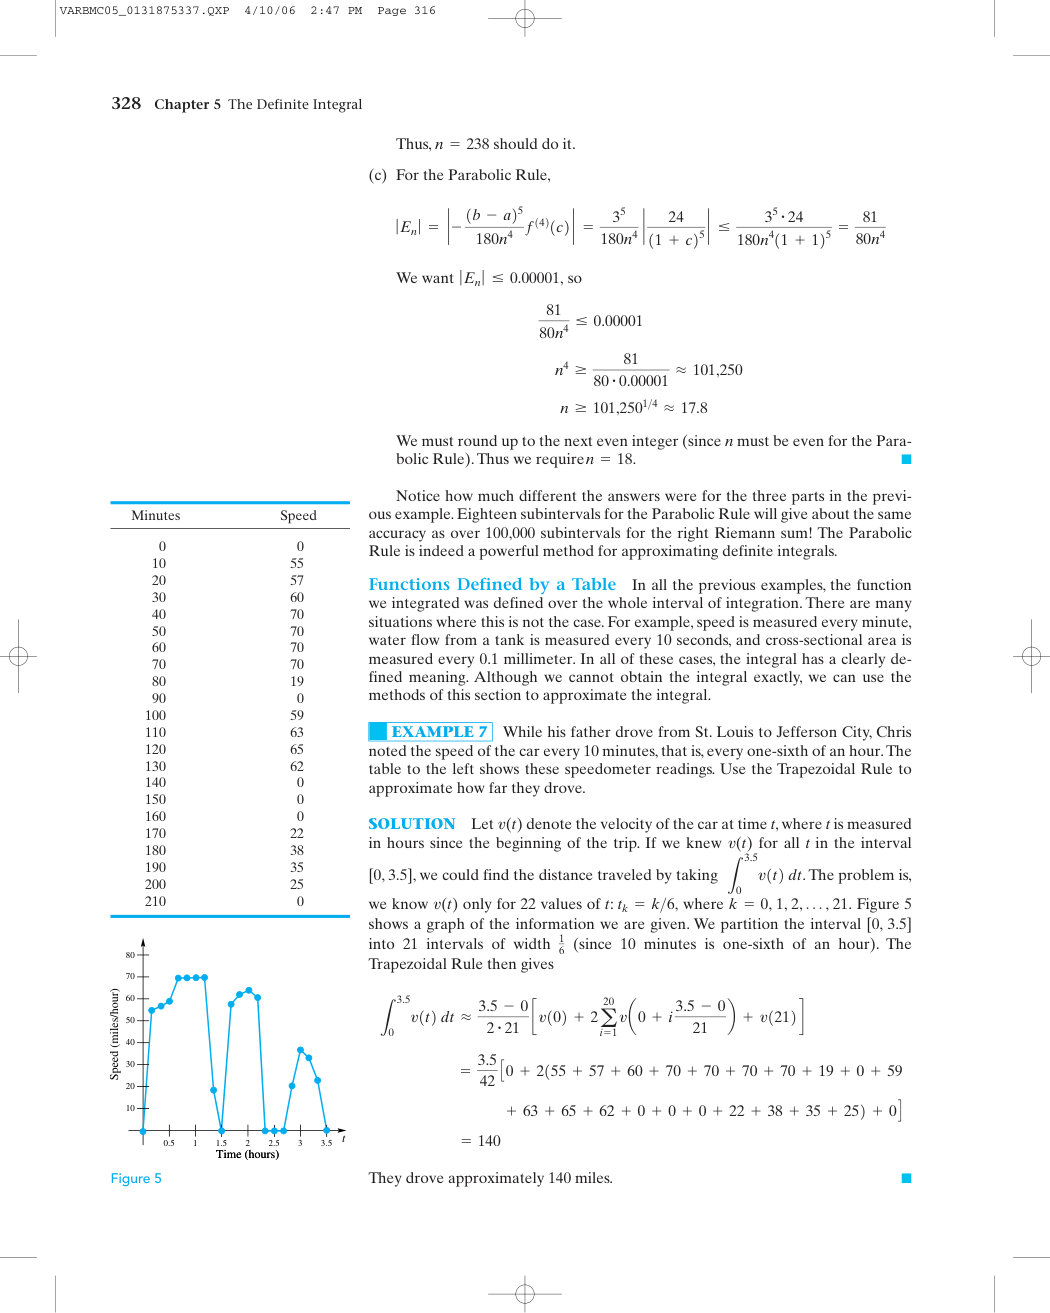 VARBMC05_0131875337.QXP 4/10/06 2:47 PM Page 316
328 Chapter 5 The Definite Integral
Thus, n = 238 should do it.
(c) For the Parabolic Rule,
|Eₙ| = |−(b − a)⁵/180n⁴ f⁽⁴⁾(c)| = 3⁵/180n⁴ |24/(1 + c)⁵| ≤ 3⁵·24/180n⁴(1 + 1)⁵ = 81/80n⁴
We want |Eₙ| ≤ 0.00001, so
81/80n⁴ ≤ 0.00001
n⁴ ≥ 81/80·0.00001 ≈ 101,250
n ≥ 101,250^1/4 ≈ 17.8
We must round up to the next even integer (since n must be even for the Para-
bolic Rule). Thus we require n = 18.
Notice how much different the answers were for the three parts in the previ-
ous example. Eighteen subintervals for the Parabolic Rule will give about the same
accuracy as over 100,000 subintervals for the right Riemann sum! The Parabolic
Rule is indeed a powerful method for approximating definite integrals.
Functions Defined by a Table In all the previous examples, the function
we integrated was defined over the whole interval of integration. There are many
situations where this is not the case. For example, speed is measured every minute,
water flow from a tank is measured every 10 seconds, and cross-sectional area is
measured every 0.1 millimeter. In all of these cases, the integral has a clearly de-
fined meaning. Although we cannot obtain the integral exactly, we can use the
methods of this section to approximate the integral.
EXAMPLE 7 While his father drove from St. Louis to Jefferson City, Chris
noted the speed of the car every 10 minutes, that is, every one-sixth of an hour. The
table to the left shows these speedometer readings. Use the Trapezoidal Rule to
approximate how far they drove.
SOLUTION Let v(t) denote the velocity of the car at time t, where t is measured
in hours since the beginning of the trip. If we knew v(t) for all t in the interval
[0, 3.5], we could find the distance traveled by taking ∫₀^3.5 v(t) dt. The problem is,
we know v(t) only for 22 values of t: tₖ = k/6, where k = 0, 1, 2, . . . , 21. Figure 5
shows a graph of the information we are given. We partition the interval [0, 3.5]
into 21 intervals of width 1/6 (since 10 minutes is one-sixth of an hour). The
Trapezoidal Rule then gives
∫₀^3.5 v(t) dt ≈ 3.5 − 0/2·21 [v(0) + 2 ∑_{i=1}^{20} v(0 + i 3.5 − 0/21) + v(21)]
= 3.5/42 [0 + 2(55 + 57 + 60 + 70 + 70 + 70 + 70 + 19 + 0 + 59
+ 63 + 65 + 62 + 0 + 0 + 0 + 22 + 38 + 35 + 25) + 0]
= 140
They drove approximately 140 miles.
Minutes Speed
0 0
10 55
20 57
30 60
40 70
50 70
60 70
70 70
80 19
90 0
100 59
110 63
120 65
130 62
140 0
150 0
160 0
170 22
180 38
190 35
200 25
210 0
Speed (miles/hour)
80
70
60
50
40
30
20
10
0.5 1 1.5 2 2.5 3 3.5 t
Time (hours)
Figure 5